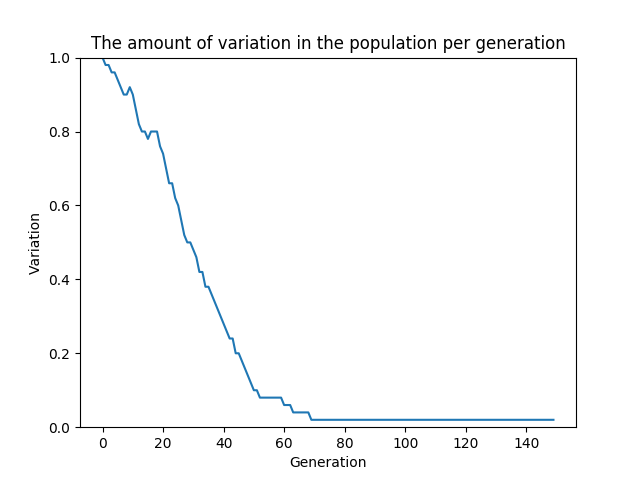 The amount of variation in the population per generation
1.0
0.8
0.6
0.4
0.2
0.0
Variation
0 20 40 60 80 100 120 140
Generation